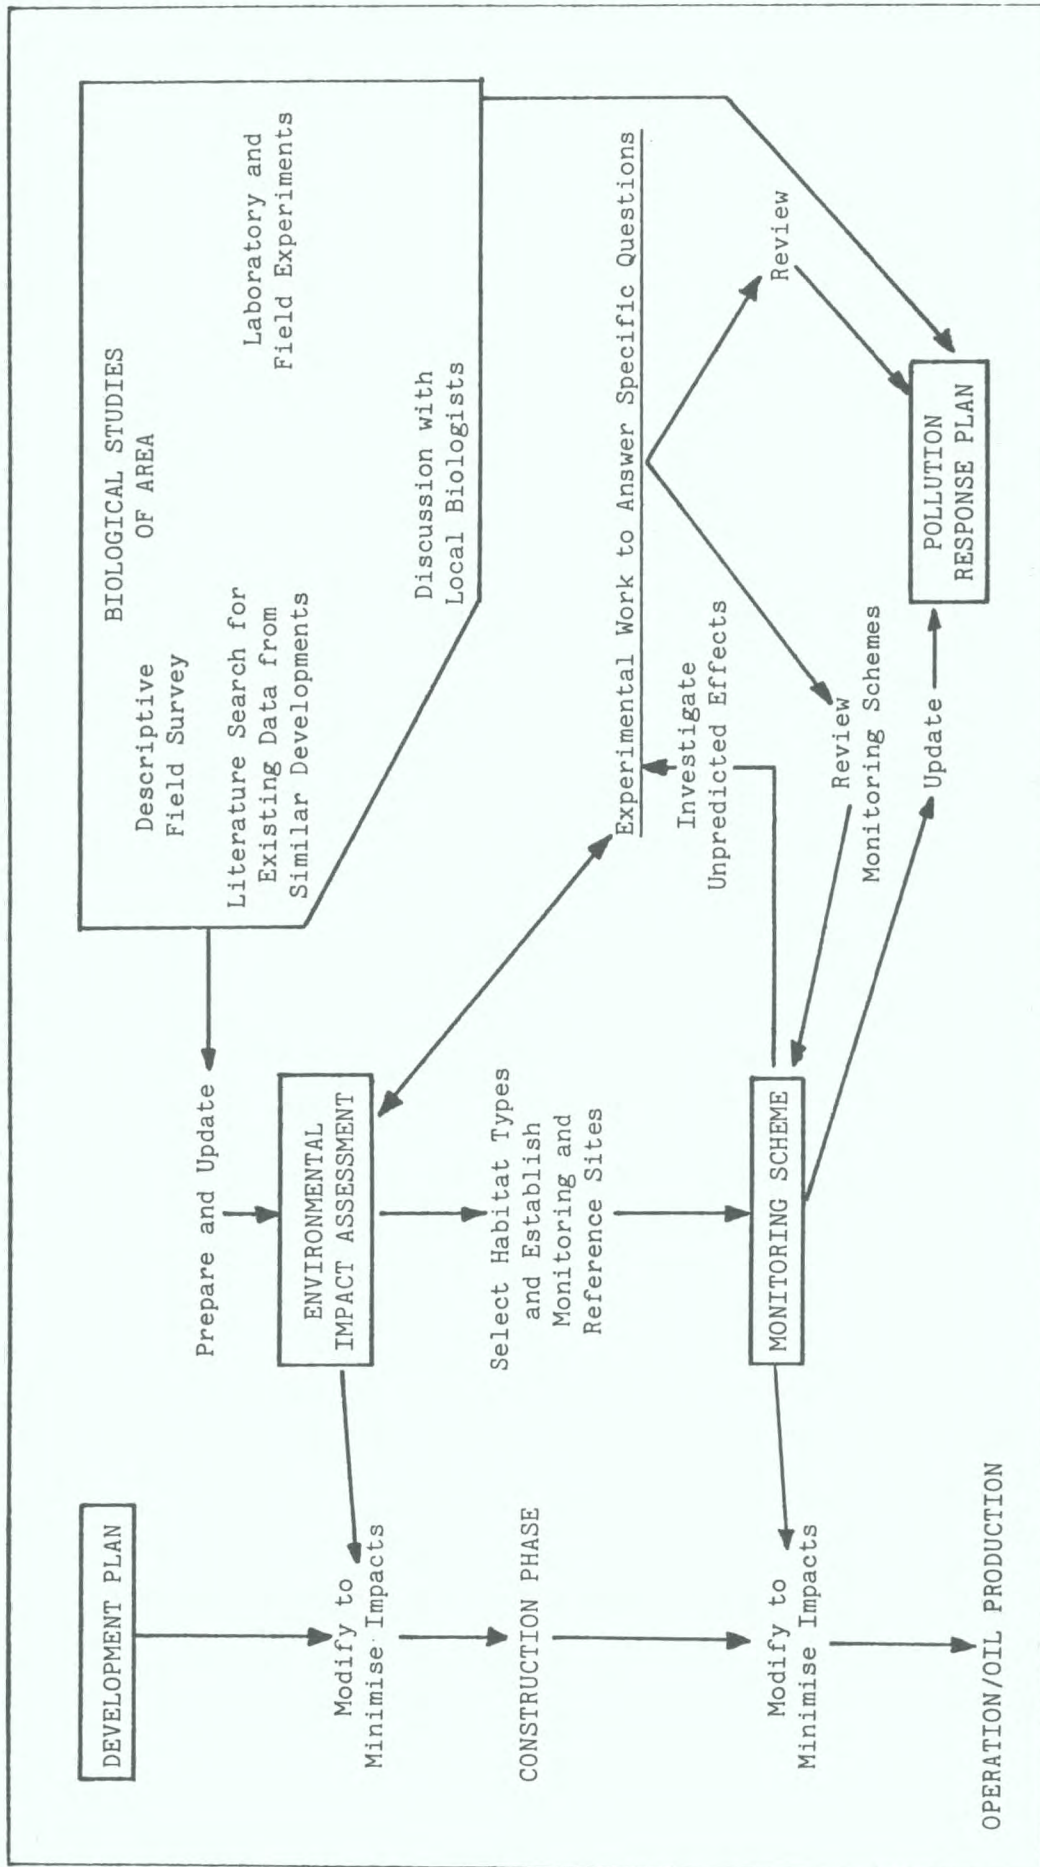 DEVELOPMENT PLAN
Modify to
Minimise Impacts
CONSTRUCTION PHASE
Modify to
Minimise Impacts
OPERATION/OIL PRODUCTION
Prepare and Update
ENVIRONMENTAL
IMPACT ASSESSMENT
Select Habitat Types
and Establish
Monitoring and
Reference Sites
MONITORING SCHEME
BIOLOGICAL STUDIES
OF AREA
Descriptive
Field Survey
Literature Search for
Existing Data from
Similar Developments
Laboratory and
Field Experiments
Discussion with
Local Biologists
Experimental Work to Answer Specific Questions
Investigate
Unpredicted Effects
Review
Monitoring Schemes
Update
Review
POLLUTION
RESPONSE PLAN